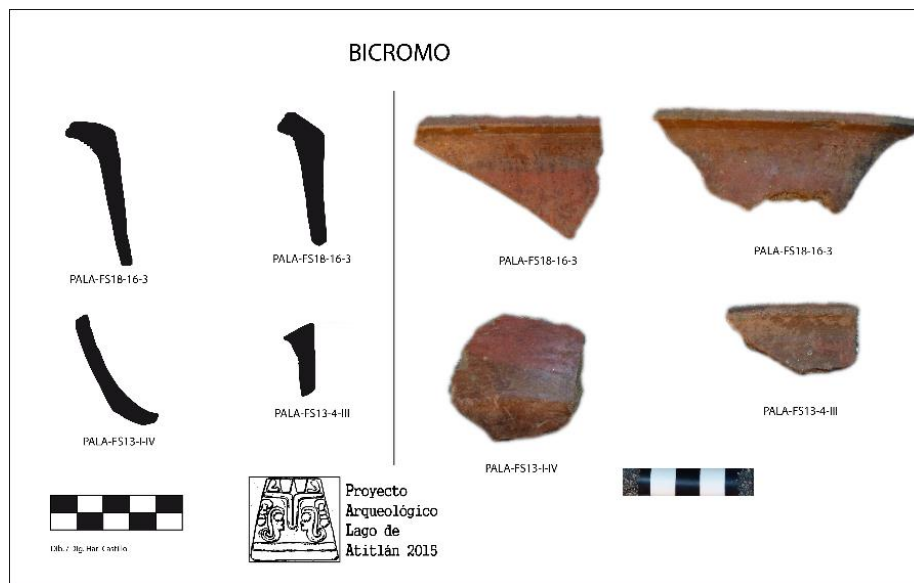 BICROMO
PALA-FS18-16-3
PALA-FS18-16-3
PALA-FS13-I-IV
PALA-FS13-4-III
PALA-FS18-16-3
PALA-FS18-16-3
PALA-FS13-I-IV
PALA-FS13-4-III
Proyecto
Arqueológico
Lago de
Atitlán 2015
Castillo